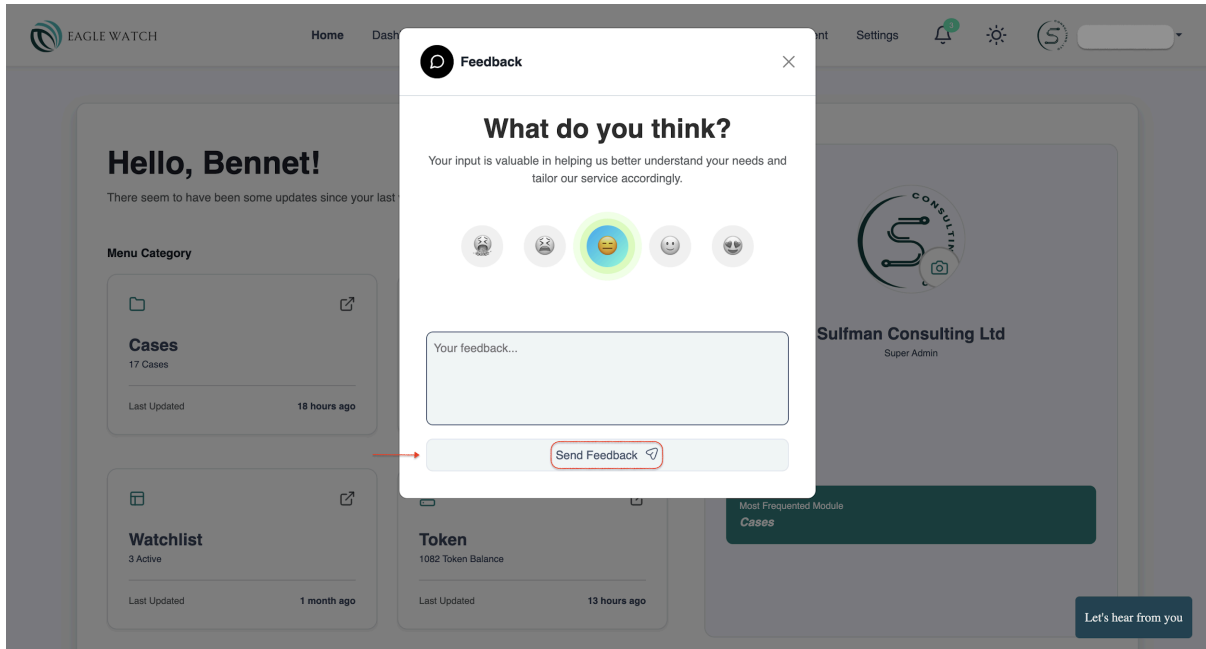 EAGLE WATCH
Home
Dash
nt
Settings
3
Feedback
What do you think?
Your input is valuable in helping us better understand your needs and
tailor our service accordingly.
Your feedback...
Send Feedback
Hello, Bennet!
There seem to have been some updates since your last
Menu Category
Cases
17 Cases
Last Updated 18 hours ago
Watchlist
3 Active
Last Updated 1 month ago
Token
1082 Token Balance
Last Updated 13 hours ago
CONSULTIN
Sulfman Consulting Ltd
Super Admin
Most Frequented Module
Cases
Let's hear from you